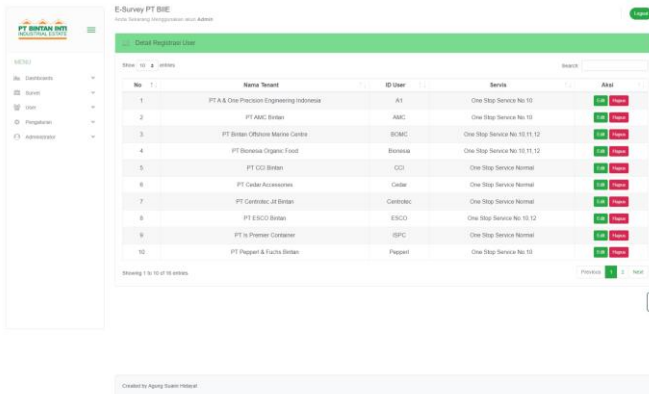 PT BINTAN INTI
INDUSTRIAL ESTATE
E-Survey PT BIIE
Anda Sekarang Menggunakan akun Admin
Logout
MENU
Dashboards
Survei
User
Pengaturan
Administrator
Detail Registrasi User
Show 10 entries
Search
No Nama Tenant ID User Servis Aksi
1 PT A & One Precision Engineering Indonesia A1 One Stop Service No 10 Edit Hapus
2 PT AMC Bintan AMC One Stop Service No 10 Edit Hapus
3 PT Bintan Offshore Marine Centre BOMC One Stop Service No 10,11,12 Edit Hapus
4 PT Bionesia Organic Food Bionesia One Stop Service No 10,11,12 Edit Hapus
5 PT CCI Bintan CCI One Stop Service Normal Edit Hapus
6 PT Cedar Accessories Cedar One Stop Service Normal Edit Hapus
7 PT Centrotec Jit Bintan Centrotec One Stop Service Normal Edit Hapus
8 PT ESCO Bintan ESCO One Stop Service No 10,12 Edit Hapus
9 PT Is Premier Container ISPC One Stop Service Normal Edit Hapus
10 PT Pepperl & Fuchs Bintan Pepperl One Stop Service No 10 Edit Hapus
Showing 1 to 10 of 18 entries
Previous 1 2 Next
Created by Agung Suaim Hidayat